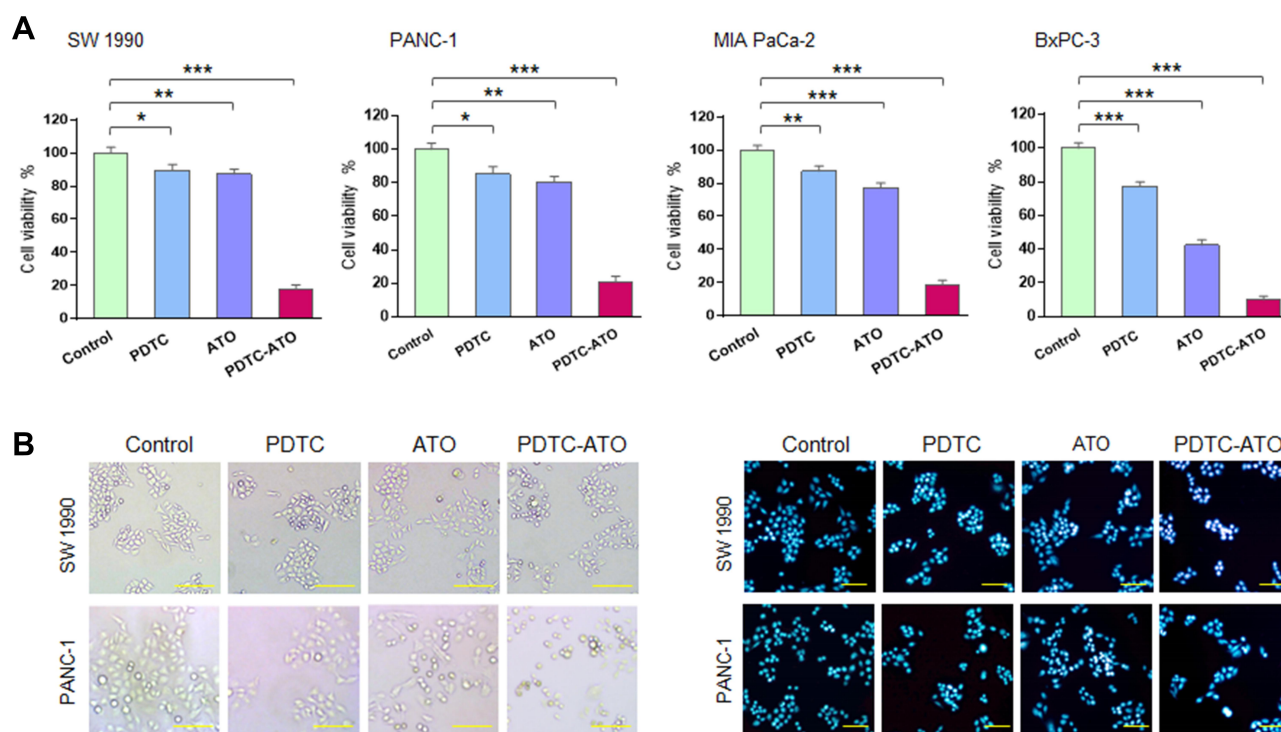 A
SW 1990
PANC-1
MIA PaCa-2
BxPC-3
***
**
*
Cell viability %
120
100
80
60
40
20
0
Control
PDTC
ATO
PDTC-ATO
***
**
*
Cell viability %
120
100
80
60
40
20
0
Control
PDTC
ATO
PDTC-ATO
***
***
**
Cell viability %
120
100
80
60
40
20
0
Control
PDTC
ATO
PDTC-ATO
***
***
***
Cell viability %
120
100
80
60
40
20
0
Control
PDTC
ATO
PDTC-ATO
B
Control PDTC ATO PDTC-ATO
SW 1990
PANC-1
Control PDTC ATO PDTC-ATO
SW 1990
PANC-1